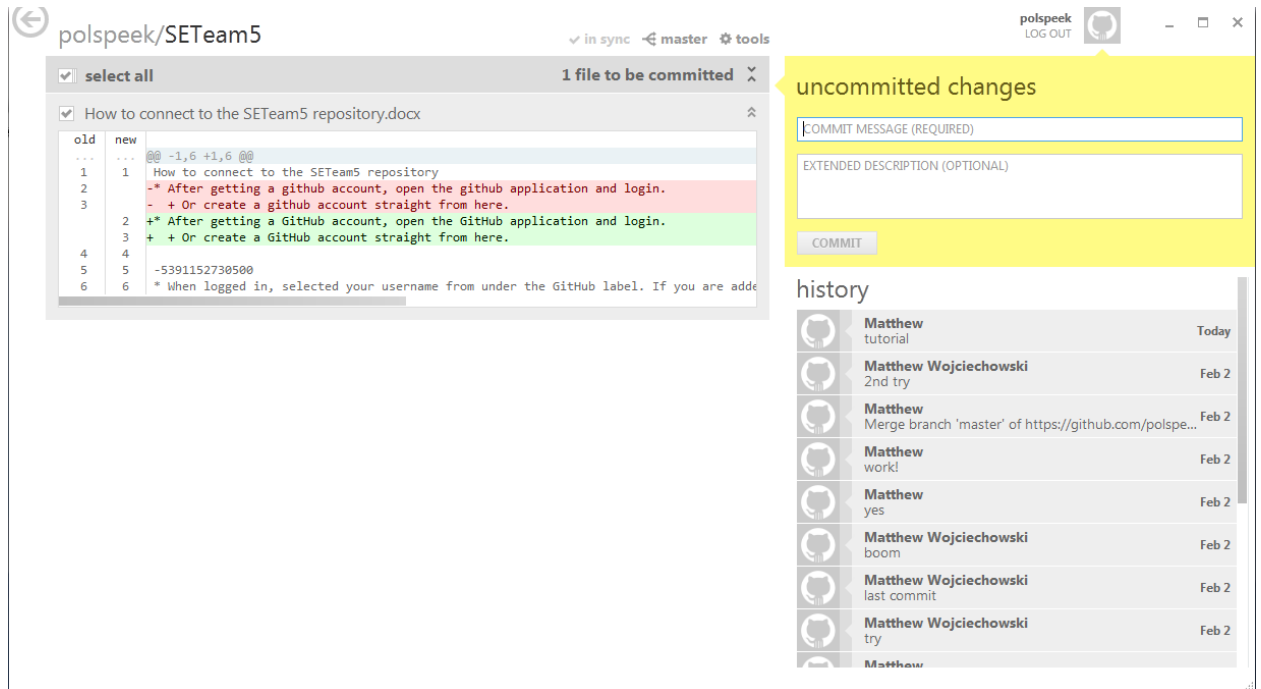 polspeek/SETeam5
in sync master tools
polspeek
LOG OUT
select all 1 file to be committed
How to connect to the SETeam5 repository.docx
old new
... ... @@ -1,6 +1,6 @@
1 1 How to connect to the SETeam5 repository
2 -* After getting a github account, open the github application and login.
3 - + Or create a github account straight from here.
2 +* After getting a GitHub account, open the GitHub application and login.
3 + + Or create a GitHub account straight from here.
4 4
5 5 -5391152730500
6 6 * When logged in, selected your username from under the GitHub label. If you are adde
uncommitted changes
COMMIT MESSAGE (REQUIRED)
EXTENDED DESCRIPTION (OPTIONAL)
COMMIT
history
Matthew
tutorial
Today
Matthew Wojciechowski
2nd try
Feb 2
Matthew
Merge branch 'master' of https://github.com/polspe...
Feb 2
Matthew
work!
Feb 2
Matthew
yes
Feb 2
Matthew Wojciechowski
boom
Feb 2
Matthew Wojciechowski
last commit
Feb 2
Matthew Wojciechowski
try
Feb 2
Matthew